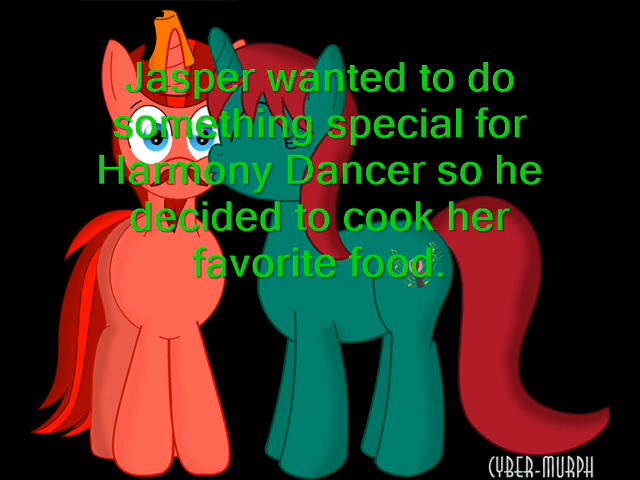 Jasper wanted to do
something special for
Harmony Dancer so he
decided to cook her
favorite food.
CYBER-MURPH